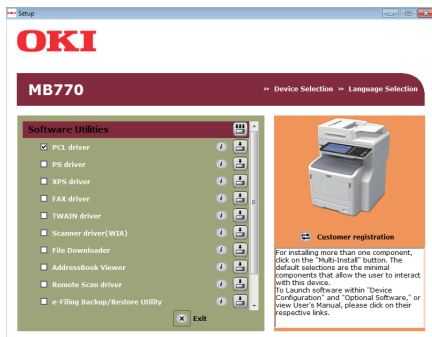 OKI Setup
OKI
MB770
» Device Selection » Language Selection
Software Utilities
PCL driver
PS driver
XPS driver
FAX driver
TWAIN driver
Scanner driver(WIA)
File Downloader
AddressBook Viewer
Remote Scan driver
e-Filing Backup/Restore Utility
Exit
Customer registration
For installing more than one component,
click on the "Multi-Install" button. The
default selections are the minimal
components that allow the user to interact
with this device.
To Launch software within "Device
Configuration" and "Optional Software," or
view User's Manual, please click on their
respective links.